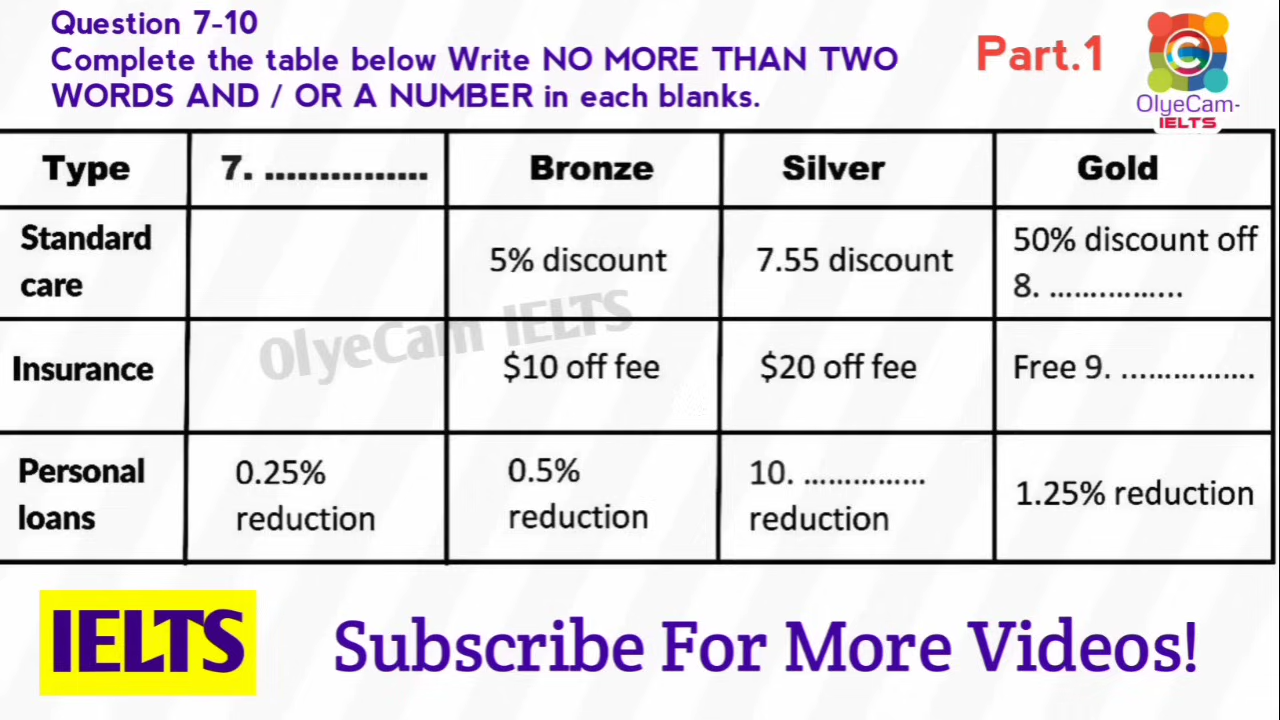 Question 7-10
Complete the table below Write NO MORE THAN TWO
WORDS AND / OR A NUMBER in each blanks.
Part.1
C
OlyeCam-
IELTS
Type 7. ............... Bronze Silver Gold
Standard
care
5% discount
7.55 discount
50% discount off
8. ...............
OlyeCam IELTS
Insurance
$10 off fee
$20 off fee
Free 9. ................
Personal
loans
0.25%
reduction
0.5%
reduction
10. ..............
reduction
1.25% reduction
IELTS
Subscribe For More Videos!